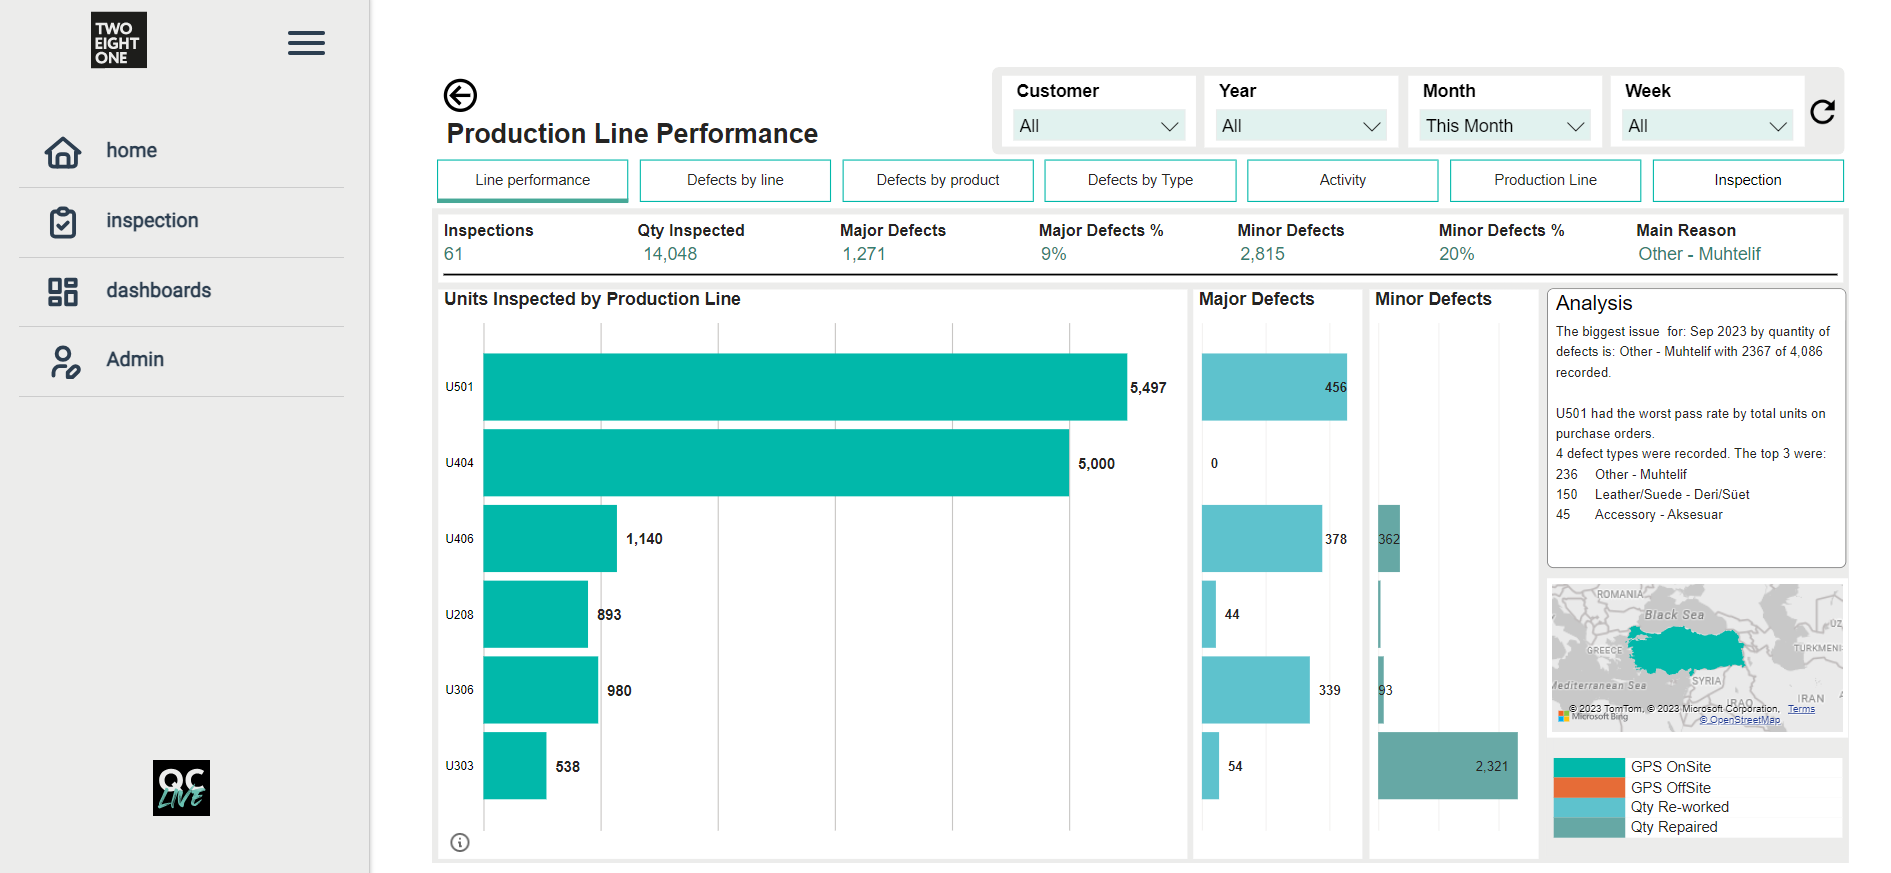 TWO
EIGHT
ONE
home
inspection
dashboards
Admin
QC
LIVE
Production Line Performance
Customer
All
Year
All
Month
This Month
Week
All
Line performance
Defects by line
Defects by product
Defects by Type
Activity
Production Line
Inspection
Inspections
61
Qty Inspected
14,048
Major Defects
1,271
Major Defects %
9%
Minor Defects
2,815
Minor Defects %
20%
Main Reason
Other - Muhtelif
Units Inspected by Production Line
U501
5,497
U404
5,000
U406
1,140
U208
893
U306
980
U303
538
Major Defects
456
0
378
44
339
54
Minor Defects
362
93
2,321
Analysis
The biggest issue  for: Sep 2023 by quantity of
defects is: Other - Muhtelif with 2367 of 4,086
recorded.
U501 had the worst pass rate by total units on
purchase orders.
4 defect types were recorded. The top 3 were:
236 Other - Muhtelif
150 Leather/Suede - Deri/Süet
45 Accessory - Aksesuar
ROMANIA
Black Sea
UZ
GREECE
TURKMENI
SYRIA
Mediterranean Sea
IRAQ
IRAN
© 2023 TomTom, © 2023 Microsoft Corporation, Terms
Microsoft Bing
© OpenStreetMap
GPS OnSite
GPS OffSite
Qty Re-worked
Qty Repaired